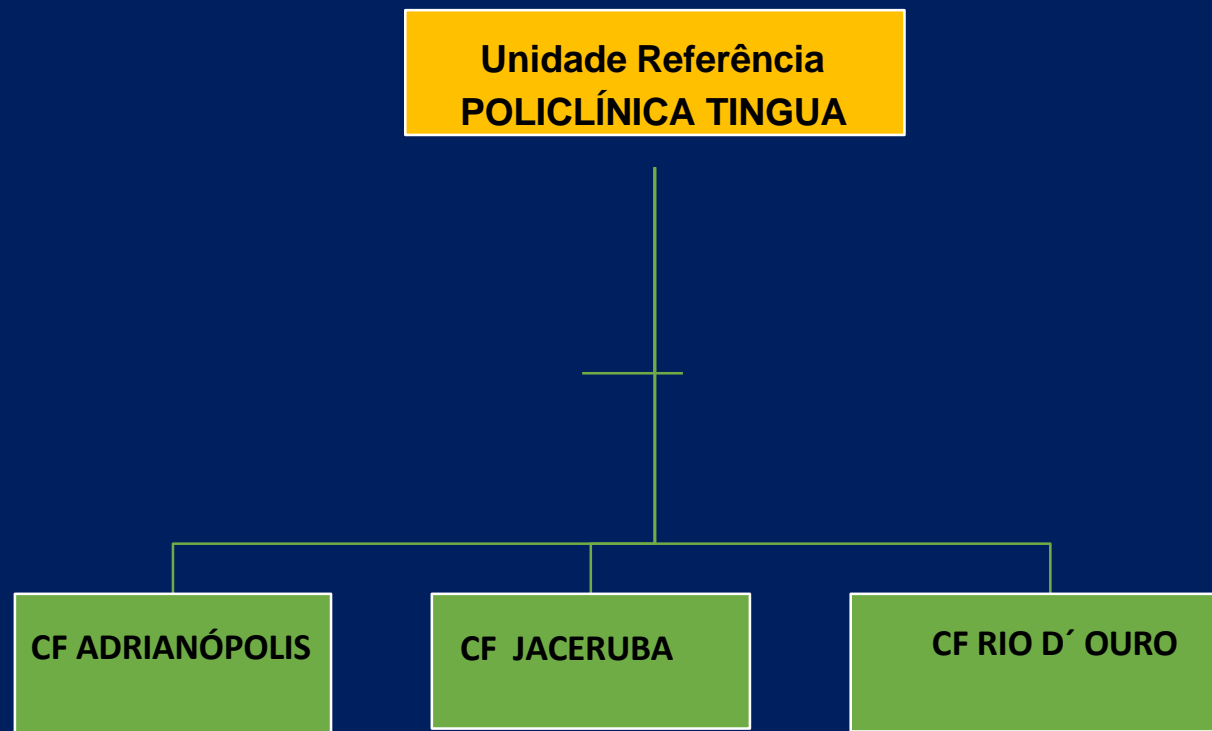 Unidade Referência
POLICLÍNICA TINGUA
CF ADRIANÓPOLIS
CF JACERUBA
CF RIO D´ OURO